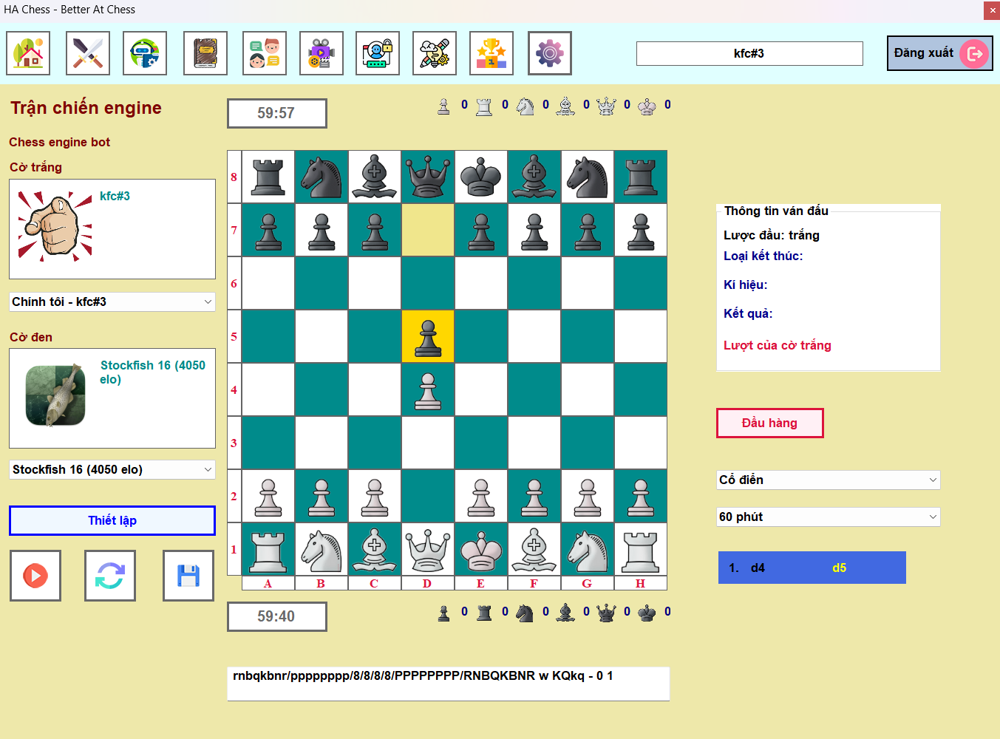 HA Chess - Better At Chess
kfc#3
Đăng xuất
Trận chiến engine
59:57
0 0 0 0 0 0
Chess engine bot
Cờ trắng
kfc#3
Chính tôi - kfc#3
Cờ đen
Stockfish 16 (4050
elo)
Stockfish 16 (4050 elo)
Thiết lập
8
7
6
5
4
3
2
1
A B C D E F G H
59:40
0 0 0 0 0 0
rnbqkbnr/pppppppp/8/8/8/8/PPPPPPPP/RNBQKBNR w KQkq - 0 1
Thông tin ván đấu
Lược đầu: trắng
Loại kết thúc:
Kí hiệu:
Kết quả:
Lượt của cờ trắng
Đầu hàng
Cổ điển
60 phút
1. d4 d5